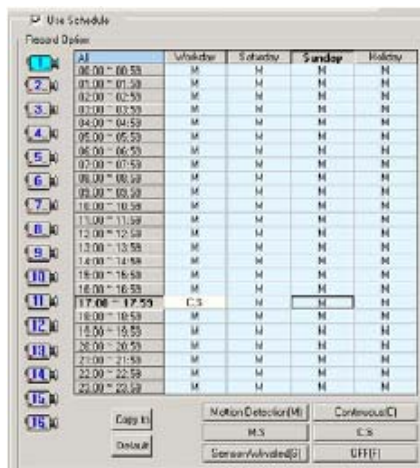 Use Schedule
Record Option
All Workday Saturday Sunday Holiday
1 00:00 ~ 00:59 M M M M
01:00 ~ 01:59 M M M M
2 02:00 ~ 02:59 M M M M
3 03:00 ~ 03:59 M M M M
04:00 ~ 04:59 M M M M
4 05:00 ~ 05:59 M M M M
5 06:00 ~ 06:59 M M M M
07:00 ~ 07:59 M M M M
6 08:00 ~ 08:59 M M M M
09:00 ~ 09:59 M M M M
7 10:00 ~ 10:59 M M M M
8 11:00 ~ 11:59 M M M M
12:00 ~ 12:59 M M M M
9 13:00 ~ 13:59 M M M M
10 14:00 ~ 14:59 M M M M
15:00 ~ 15:59 M M M M
11 16:00 ~ 16:59 M M M M
17:00 ~ 17:59 C.S M M M
12 18:00 ~ 18:59 M M M M
13 19:00 ~ 19:59 M M M M
20:00 ~ 20:59 M M M M
14 21:00 ~ 21:59 M M M M
22:00 ~ 22:59 M M M M
15 23:00 ~ 23:59 M M M M
16
Copy to Motion Detection(M) Continuous(C)
M.S C.S
Default Sensor Activated(S) OFF(F)